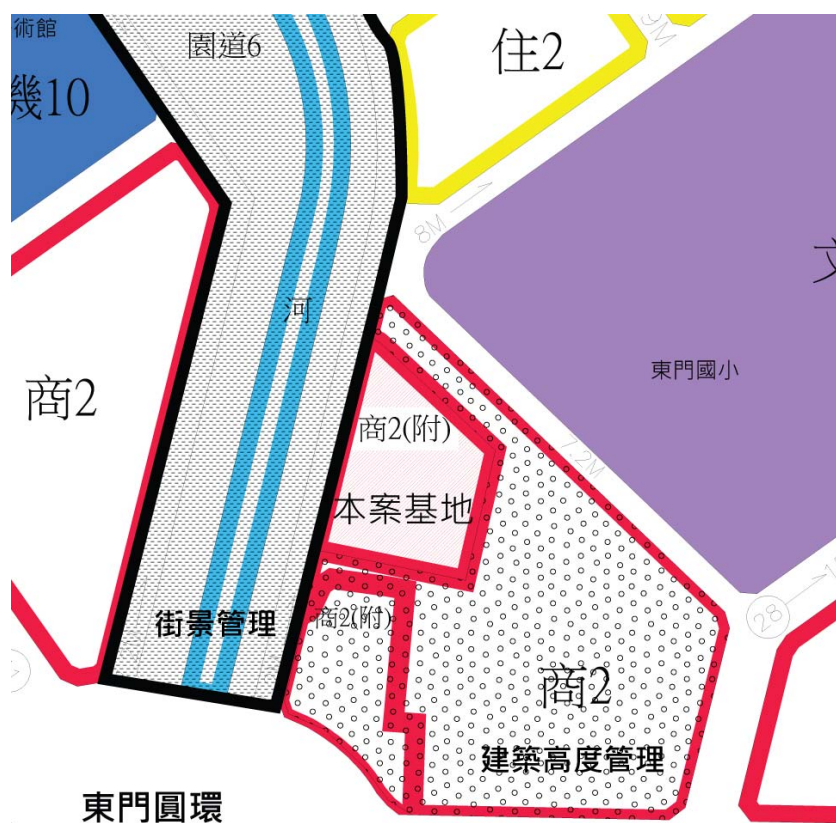 術館
園道6
住2
機10
8M
河
商2
東門國小
商2(附)
7.2M
本案基地
街景管理
商2(附)
28
商2
建築高度管理
東門圓環